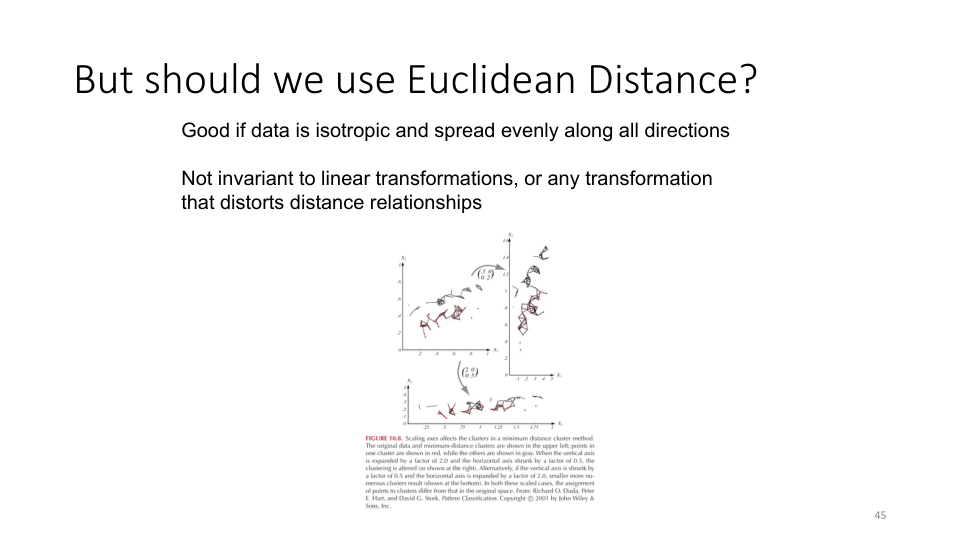 But should we use Euclidean Distance?
Good if data is isotropic and spread evenly along all directions
Not invariant to linear transformations, or any transformation
that distorts distance relationships
FIGURE 10.8. Scaling axes affects the clusters in a minimum distance cluster method.
The original data and minimum-distance clusters are shown in the upper left; points in
one cluster are shown in red, while the others are shown in gray. When the vertical axis
is expanded by a factor of 2.0 and the horizontal axis shrunk by a factor of 0.5, the
clustering is altered (as shown at the right). Alternatively, if the vertical axis is shrunk by
a factor of 0.5 and the horizontal axis is expanded by a factor of 2.0, smaller more nu-
merous clusters result (shown at the bottom). In both these scaled cases, the assignment
of points to clusters differ from that in the original space. From: Richard O. Duda, Peter
E. Hart, and David G. Stork, Pattern Classification. Copyright © 2001 by John Wiley &
Sons, Inc.
45